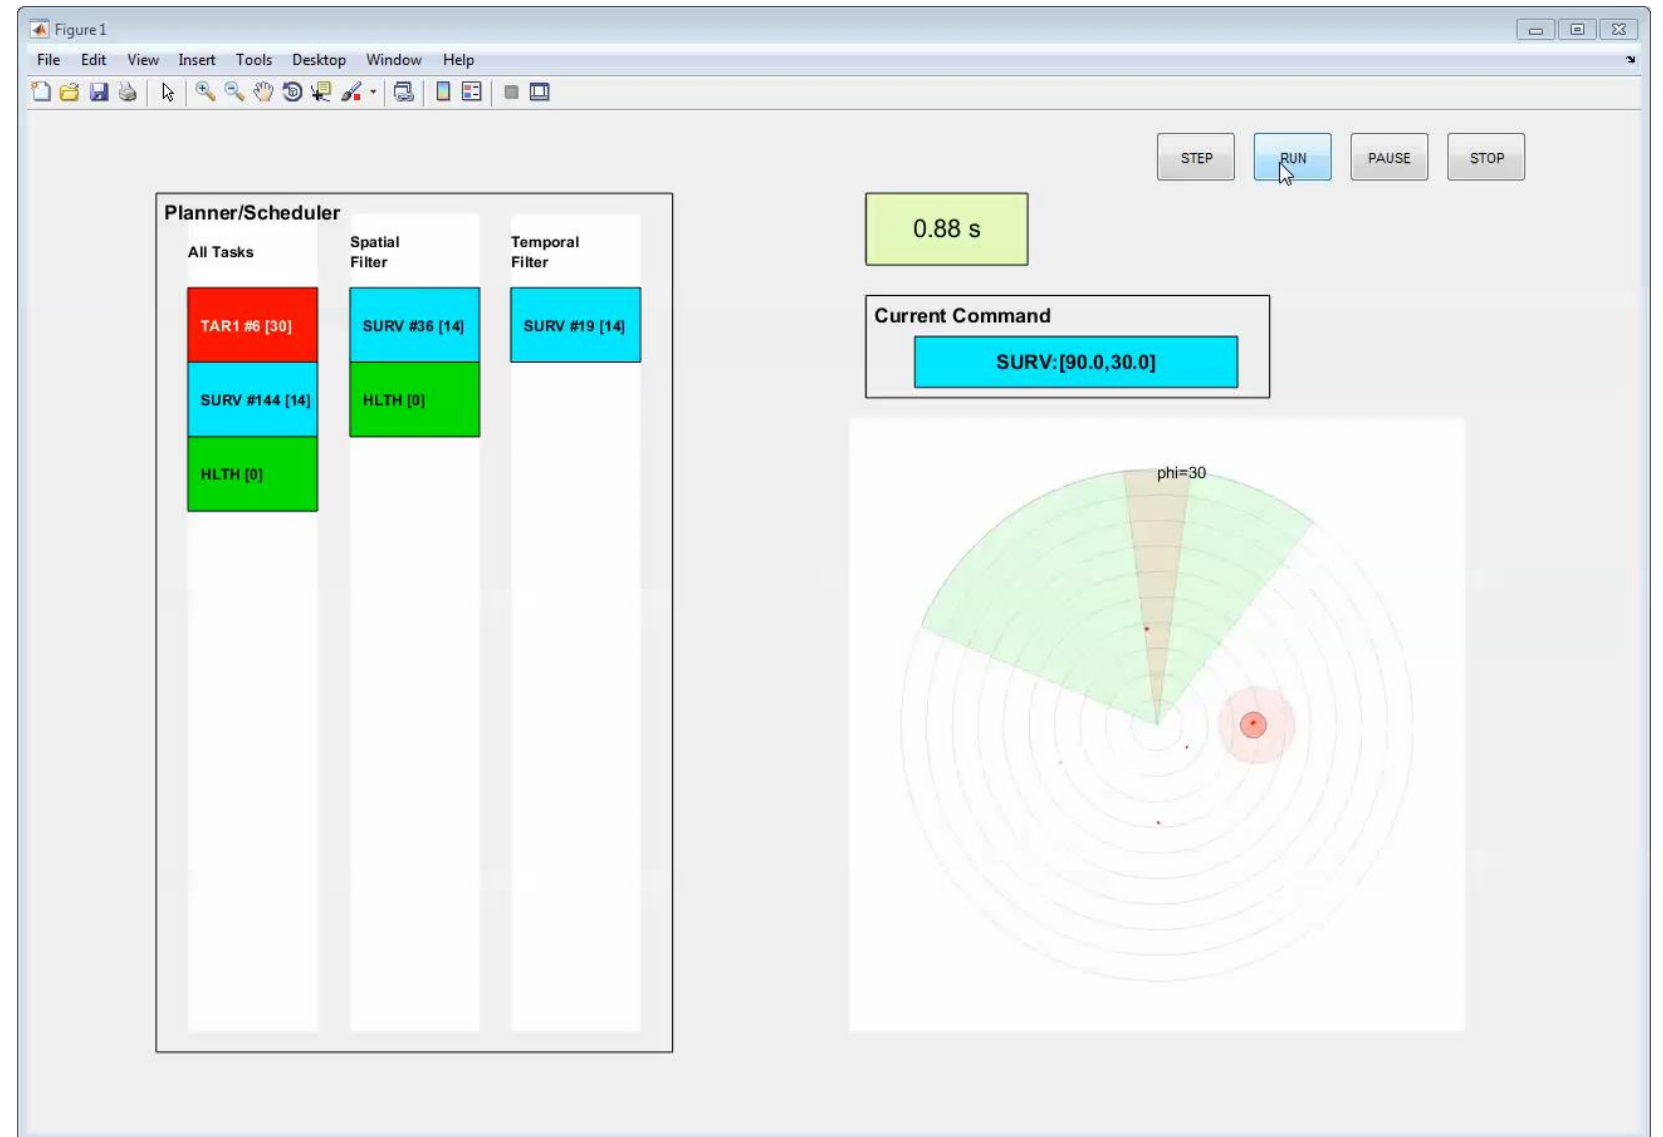 Figure 1
File Edit View Insert Tools Desktop Window Help
STEP RUN PAUSE STOP
Planner/Scheduler
All Tasks
Spatial
Filter
Temporal
Filter
TAR1 #6 [30]
SURV #144 [14]
HLTH [0]
SURV #36 [14]
HLTH [0]
SURV #19 [14]
0.88 s
Current Command
SURV:[90.0,30.0]
phi=30